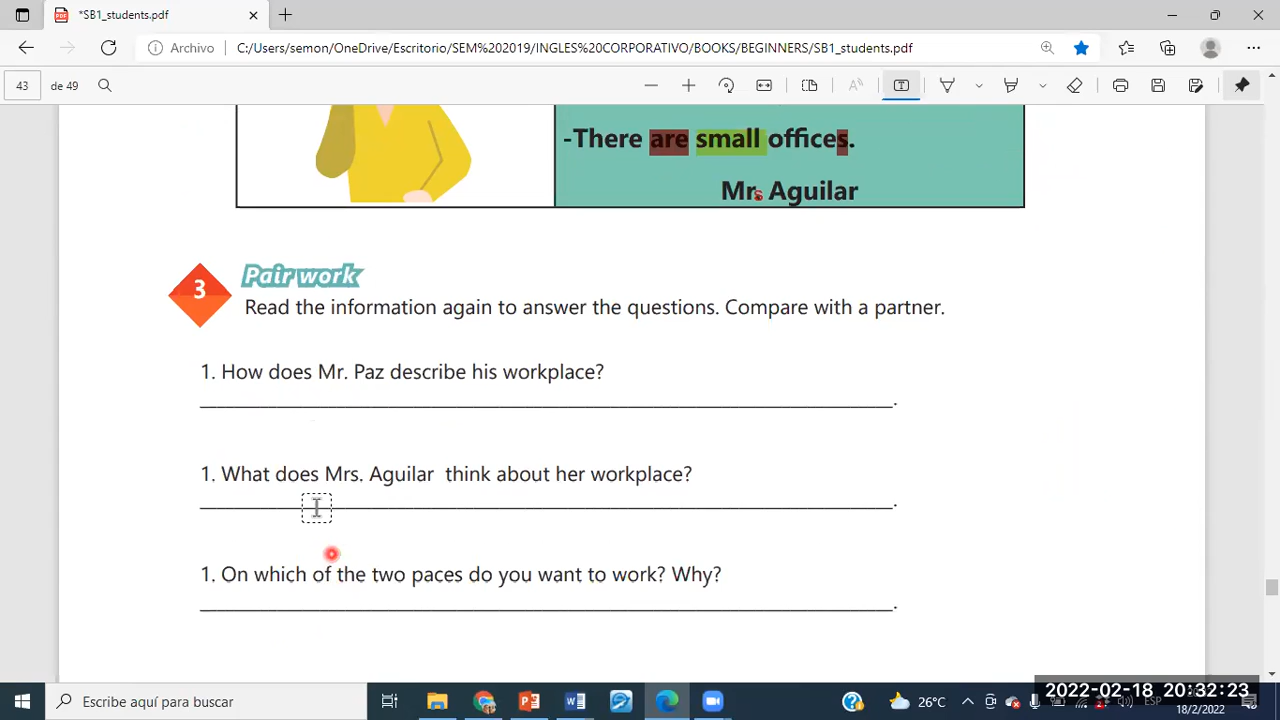 *SB1_students.pdf
Archivo C:/Users/semon/OneDrive/Escritorio/SEM%202019/INGLES%20CORPORATIVO/BOOKS/BEGINNERS/SB1_students.pdf
43 de 49
-There are small offices.
Mrs Aguilar
3 Pair work
Read the information again to answer the questions. Compare with a partner.
1. How does Mr. Paz describe his workplace?
1. What does Mrs. Aguilar think about her workplace?
1. On which of the two paces do you want to work? Why?
Escribe aquí para buscar
26°C
2022-02-18 20:32:23
18/2/2022